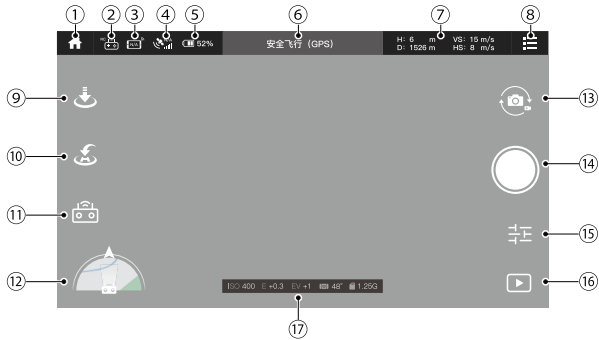 ① ② ③ ④ ⑤ ⑥ ⑦ ⑧
RC N/A 52% 安全飞行（GPS） H: 6 m VS: 15 m/s
D: 1526 m HS: 8 m/s
⑨ ⑬
⑩ ⑭
⑪ ⑮
⑫ ⑯
ISO 400 E +0.3 EV +1 48° 1.25G
⑰